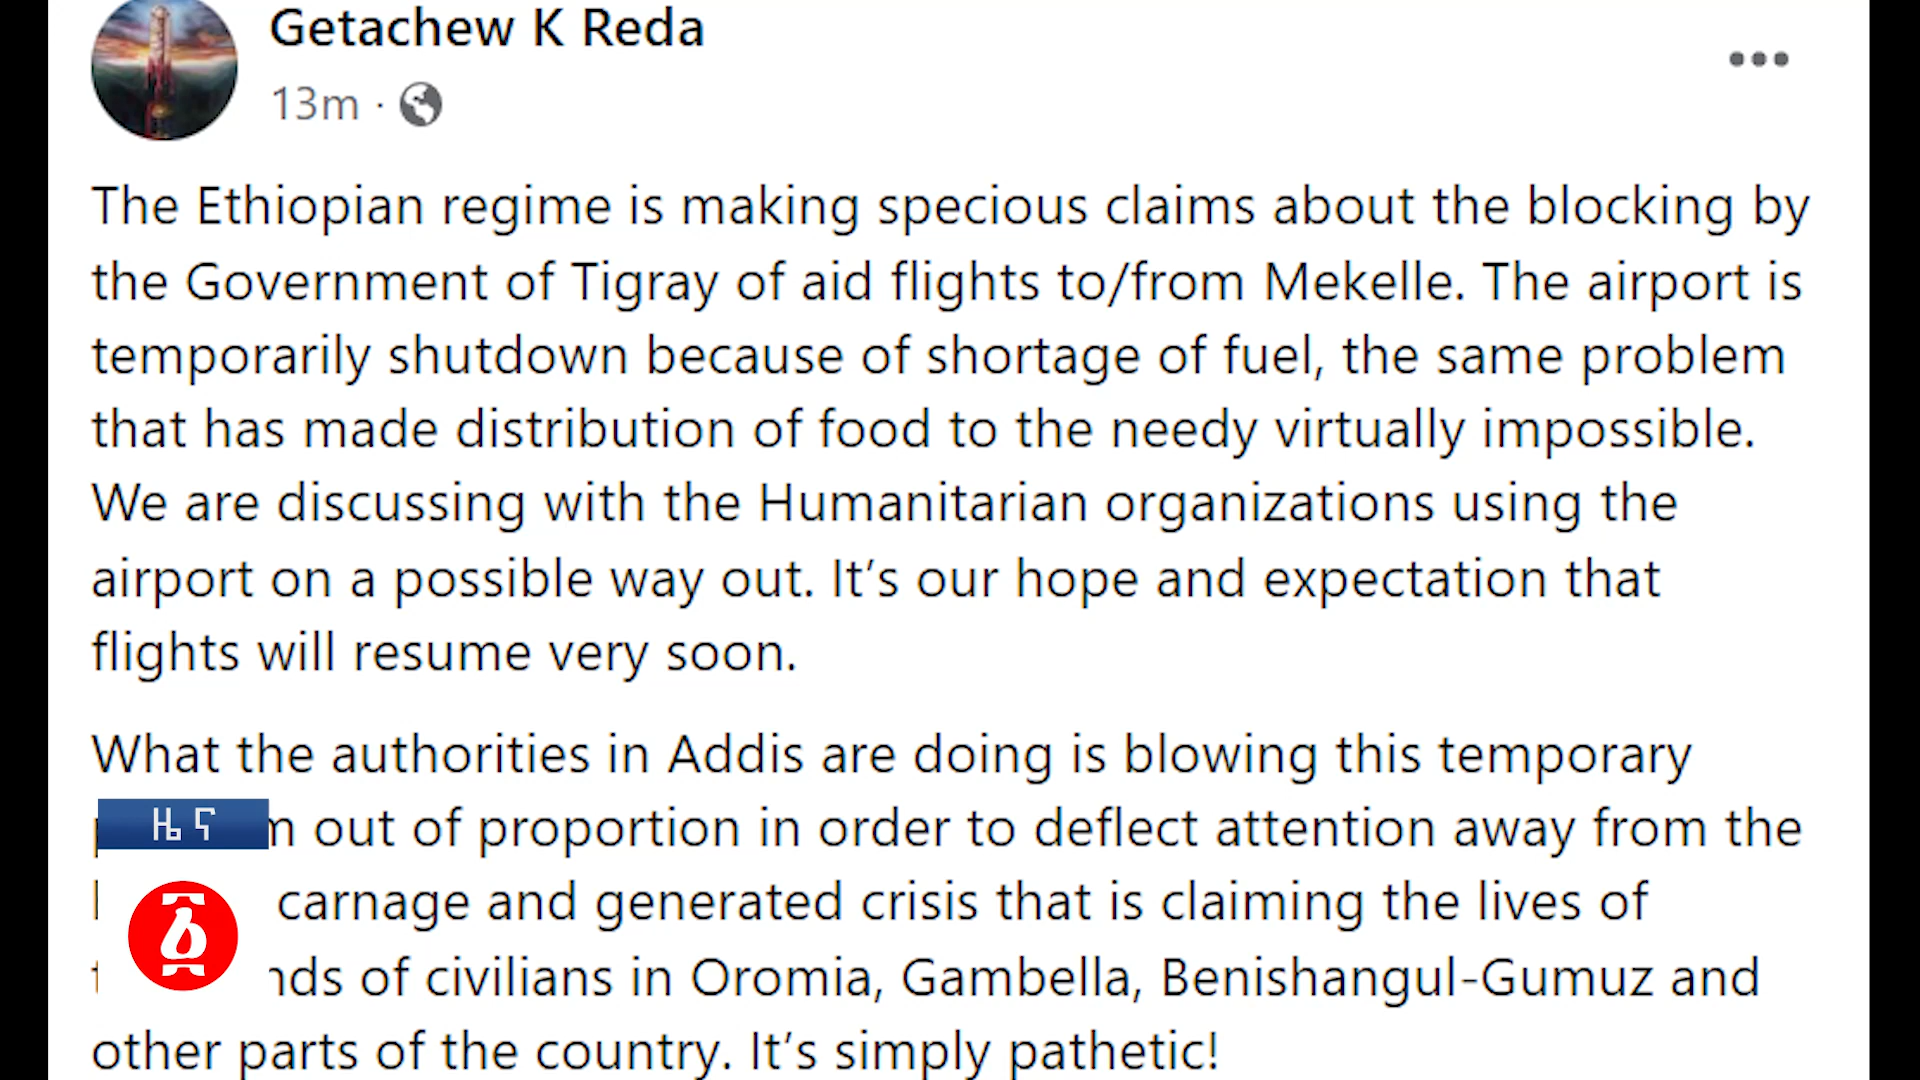 Getachew K Reda
13m ·
The Ethiopian regime is making specious claims about the blocking by
the Government of Tigray of aid flights to/from Mekelle. The airport is
temporarily shutdown because of shortage of fuel, the same problem
that has made distribution of food to the needy virtually impossible.
We are discussing with the Humanitarian organizations using the
airport on a possible way out. It’s our hope and expectation that
flights will resume very soon.
What the authorities in Addis are doing is blowing this temporary
ዜና out of proportion in order to deflect attention away from the
carnage and generated crisis that is claiming the lives of
of civilians in Oromia, Gambella, Benishangul-Gumuz and
other parts of the country. It’s simply pathetic!